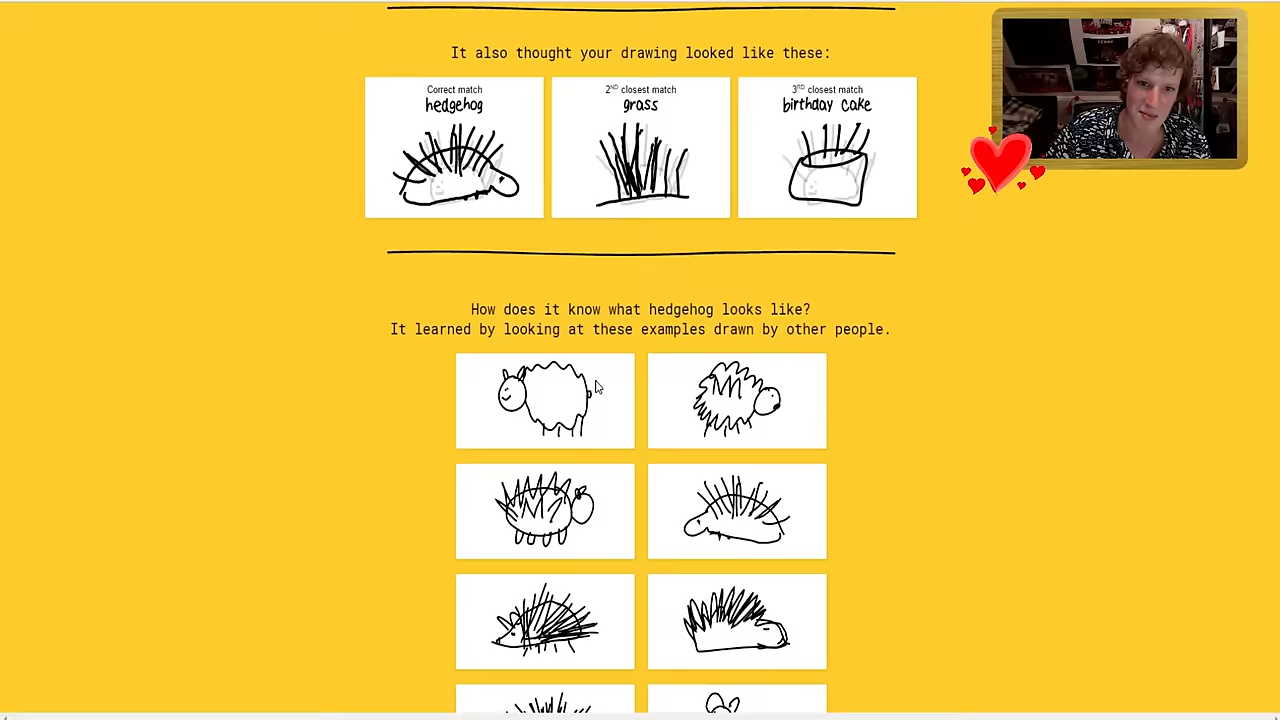 It also thought your drawing looked like these:
Correct match
hedgehog
2ND closest match
grass
3RD closest match
birthday cake
How does it know what hedgehog looks like?
It learned by looking at these examples drawn by other people.